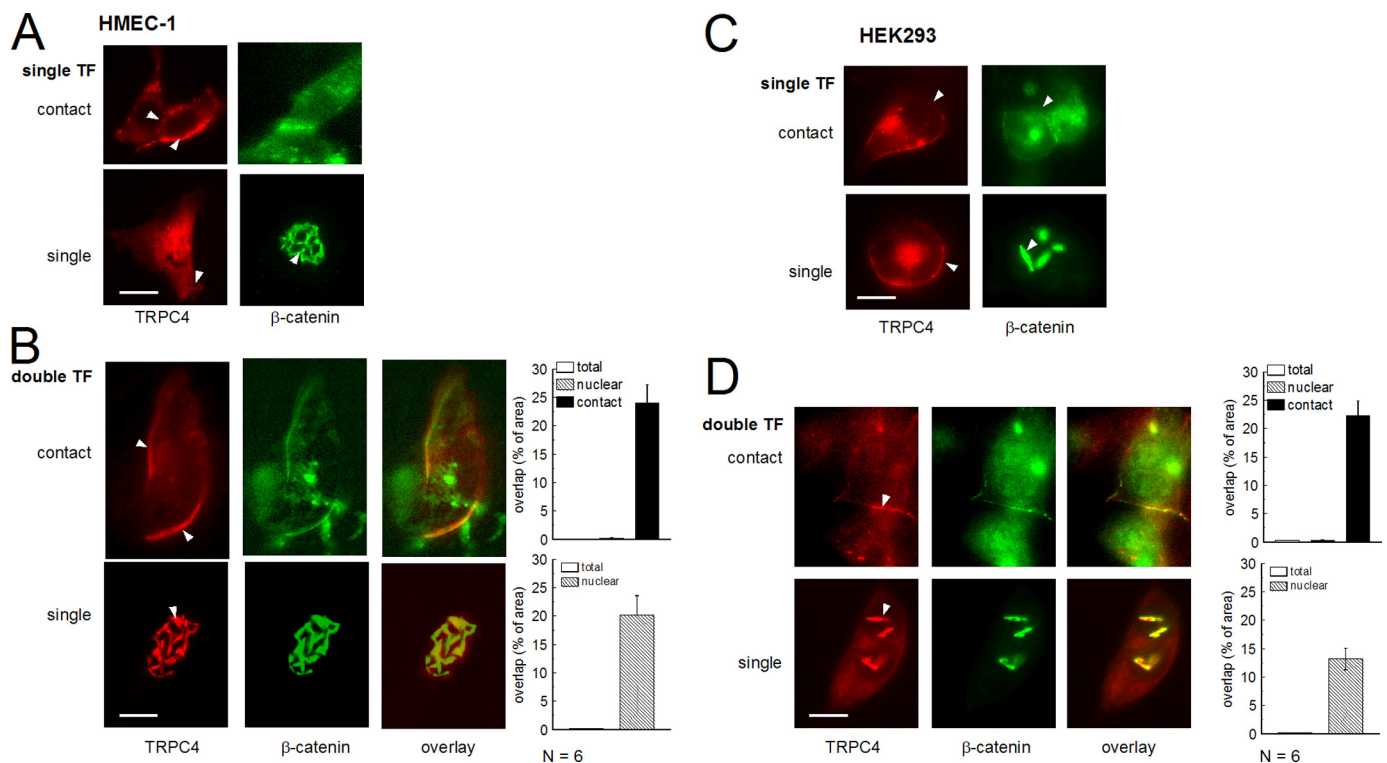 A
HMEC-1
single TF
contact
single
TRPC4
β-catenin
B
double TF
contact
single
TRPC4
β-catenin
overlay
30
25
20
15
10
5
0
overlap (% of area)
total
nuclear
contact
30
25
20
15
10
5
0
overlap (% of area)
total
nuclear
N = 6
C
HEK293
single TF
contact
single
TRPC4
β-catenin
D
double TF
contact
single
TRPC4
β-catenin
overlay
30
25
20
15
10
5
0
overlap (% of area)
total
nuclear
contact
30
25
20
15
10
5
0
overlap (% of area)
total
nuclear
N = 6